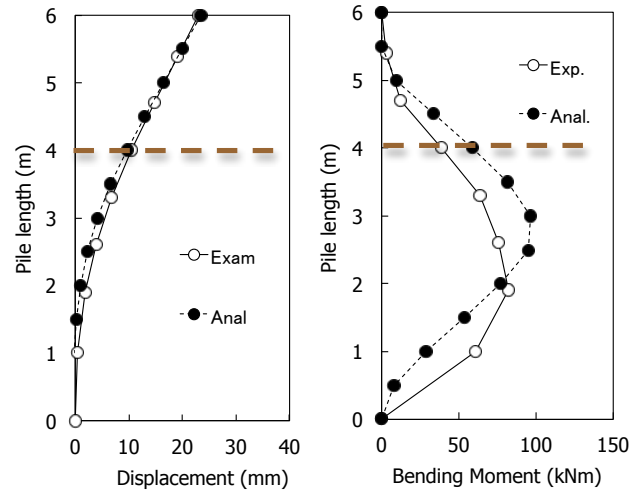 6
5
4
3
2
1
0
Pile length (m)
Exam
Anal
0 10 20 30 40
Displacement (mm)
6
5
4
3
2
1
0
Pile length (m)
Exp.
Anal.
0 50 100 150
Bending Moment (kNm)